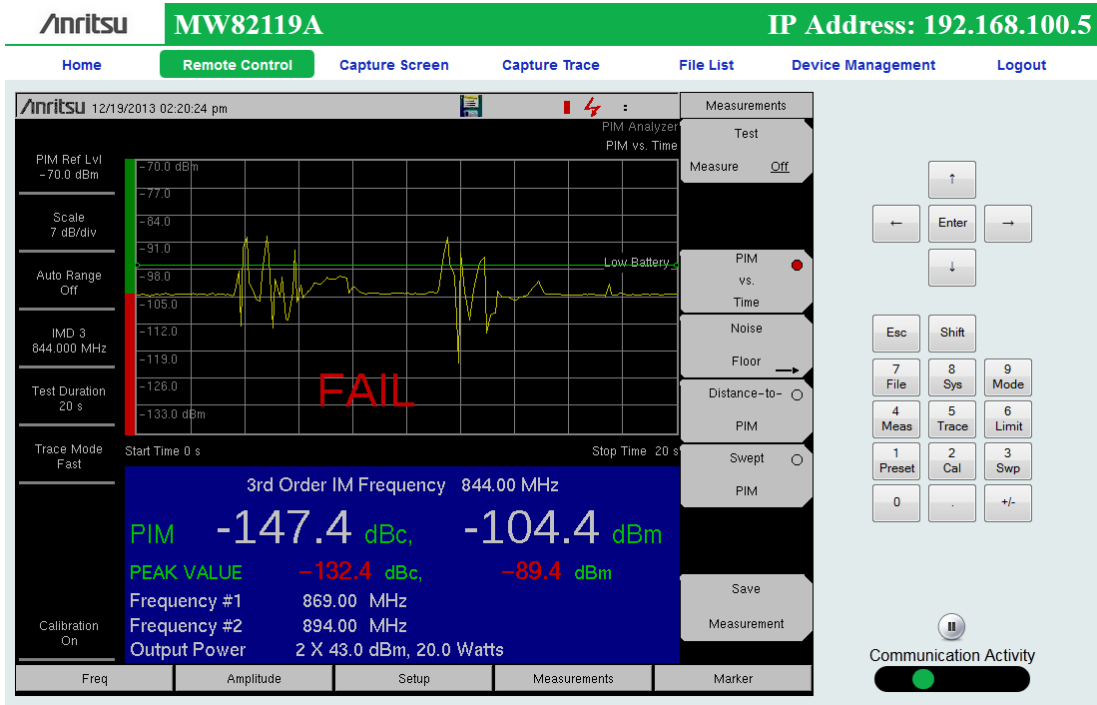 Anritsu MW82119A IP Address: 192.168.100.5
Home Remote Control Capture Screen Capture Trace File List Device Management Logout
Anritsu 12/19/2013 02:20:24 pm :
PIM Analyzer
PIM vs. Time
PIM Ref Lvl
-70.0 dBm
Scale
7 dB/div
Auto Range
Off
IMD 3
844.000 MHz
Test Duration
20 s
Trace Mode
Fast
Calibration
On
-70.0 dBm
-77.0
-84.0
-91.0
-98.0
-105.0
-112.0
-119.0
-126.0
-133.0 dBm
Low Battery
FAIL
Start Time 0 s Stop Time 20 s
3rd Order IM Frequency 844.00 MHz
PIM -147.4 dBc, -104.4 dBm
PEAK VALUE -132.4 dBc, -89.4 dBm
Frequency #1 869.00 MHz
Frequency #2 894.00 MHz
Output Power 2 X 43.0 dBm, 20.0 Watts
Measurements
Test
Measure Off
PIM
vs.
Time
Noise
Floor
Distance-to-
PIM
Swept
PIM
Save
Measurement
Freq Amplitude Setup Measurements Marker
↑
← Enter →
↓
Esc Shift
7 8 9
File Sys Mode
4 5 6
Meas Trace Limit
1 2 3
Preset Cal Swp
0 . +/-
Communication Activity